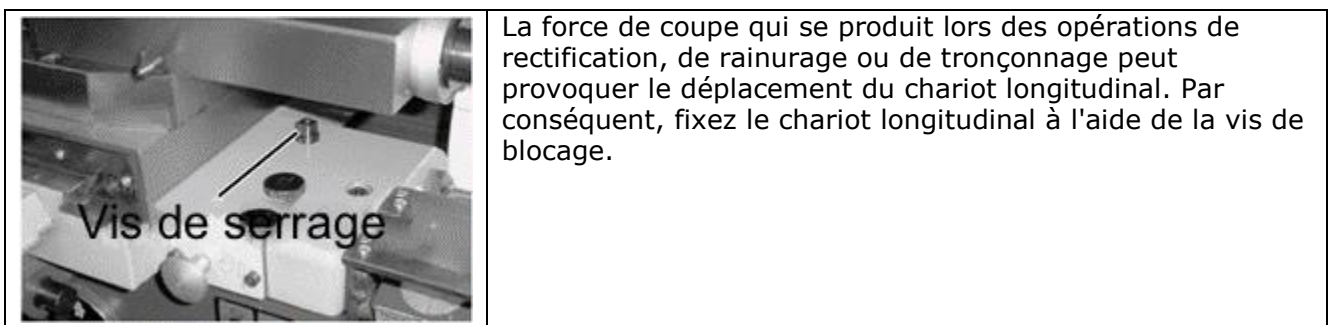 Vis de serrage
La force de coupe qui se produit lors des opérations de
rectification, de rainurage ou de tronçonnage peut
provoquer le déplacement du chariot longitudinal. Par
conséquent, fixez le chariot longitudinal à l'aide de la vis de
blocage.